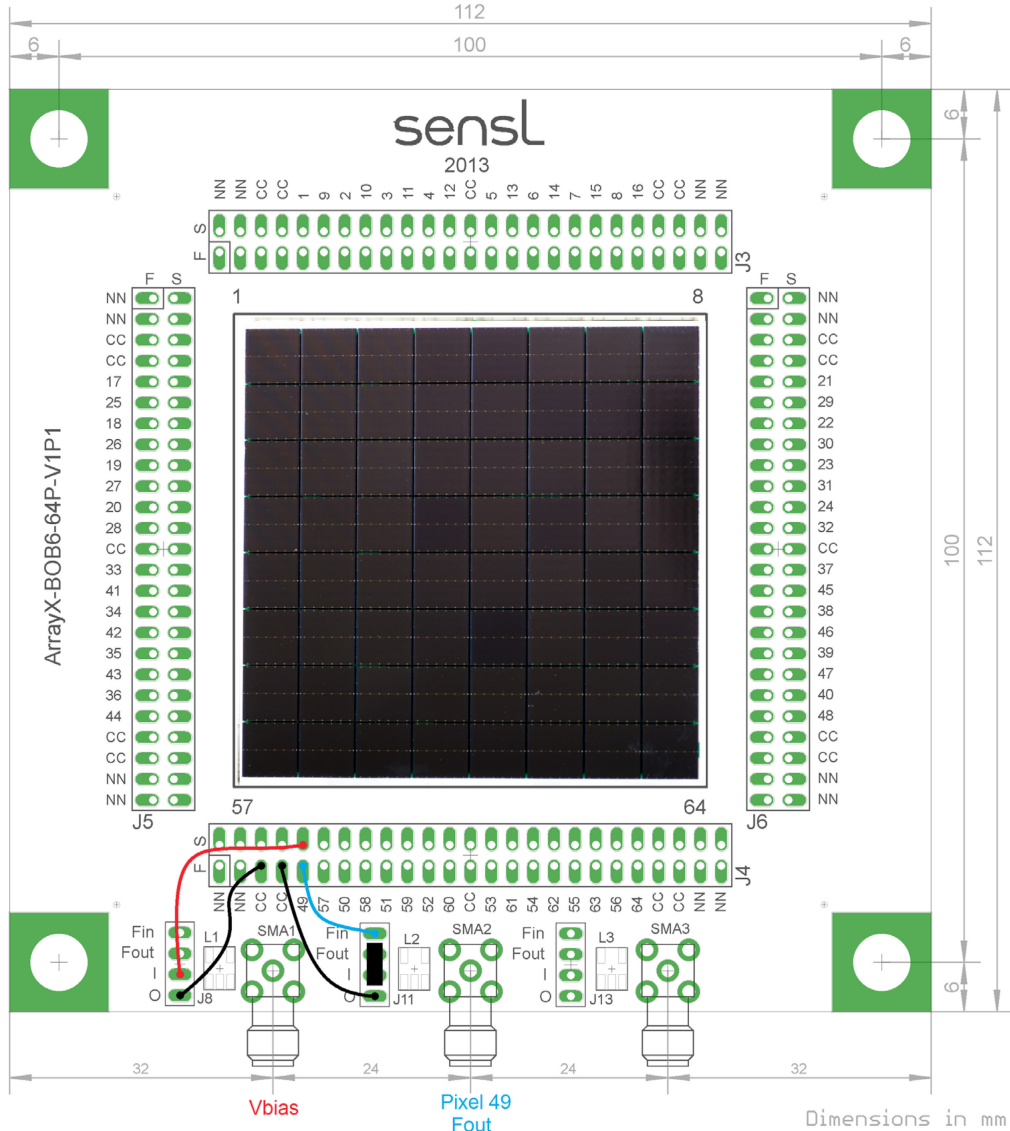 112
6 100 6
sensl
2013
NN NN CC CC 1 9 2 10 3 11 4 12 CC 5 13 6 14 7 15 8 16 CC CC NN NN
S
F
J3
F S
NN
NN
CC
CC
17
25
18
26
19
27
20
28
CC
33
41
34
42
35
43
36
44
CC
CC
NN
NN
J5
ArrayX-BOB6-64P-V1P1
1 8
57 64
F S
NN
NN
CC
CC
21
29
22
30
23
31
24
32
CC
37
45
38
46
39
47
40
48
CC
CC
NN
NN
J6
6
100
112
6
S
F
J4
NN NN CC CC 49 57 50 58 51 59 52 60 CC 53 61 54 62 55 63 56 64 CC CC NN NN
Fin
Fout
I
O
L1
J8
SMA1
Fin
Fout
I
O
L2
J11
SMA2
Fin
Fout
I
O
L3
J13
SMA3
32 24 24 32
Vbias
Pixel 49
Fout
Dimensions in mm